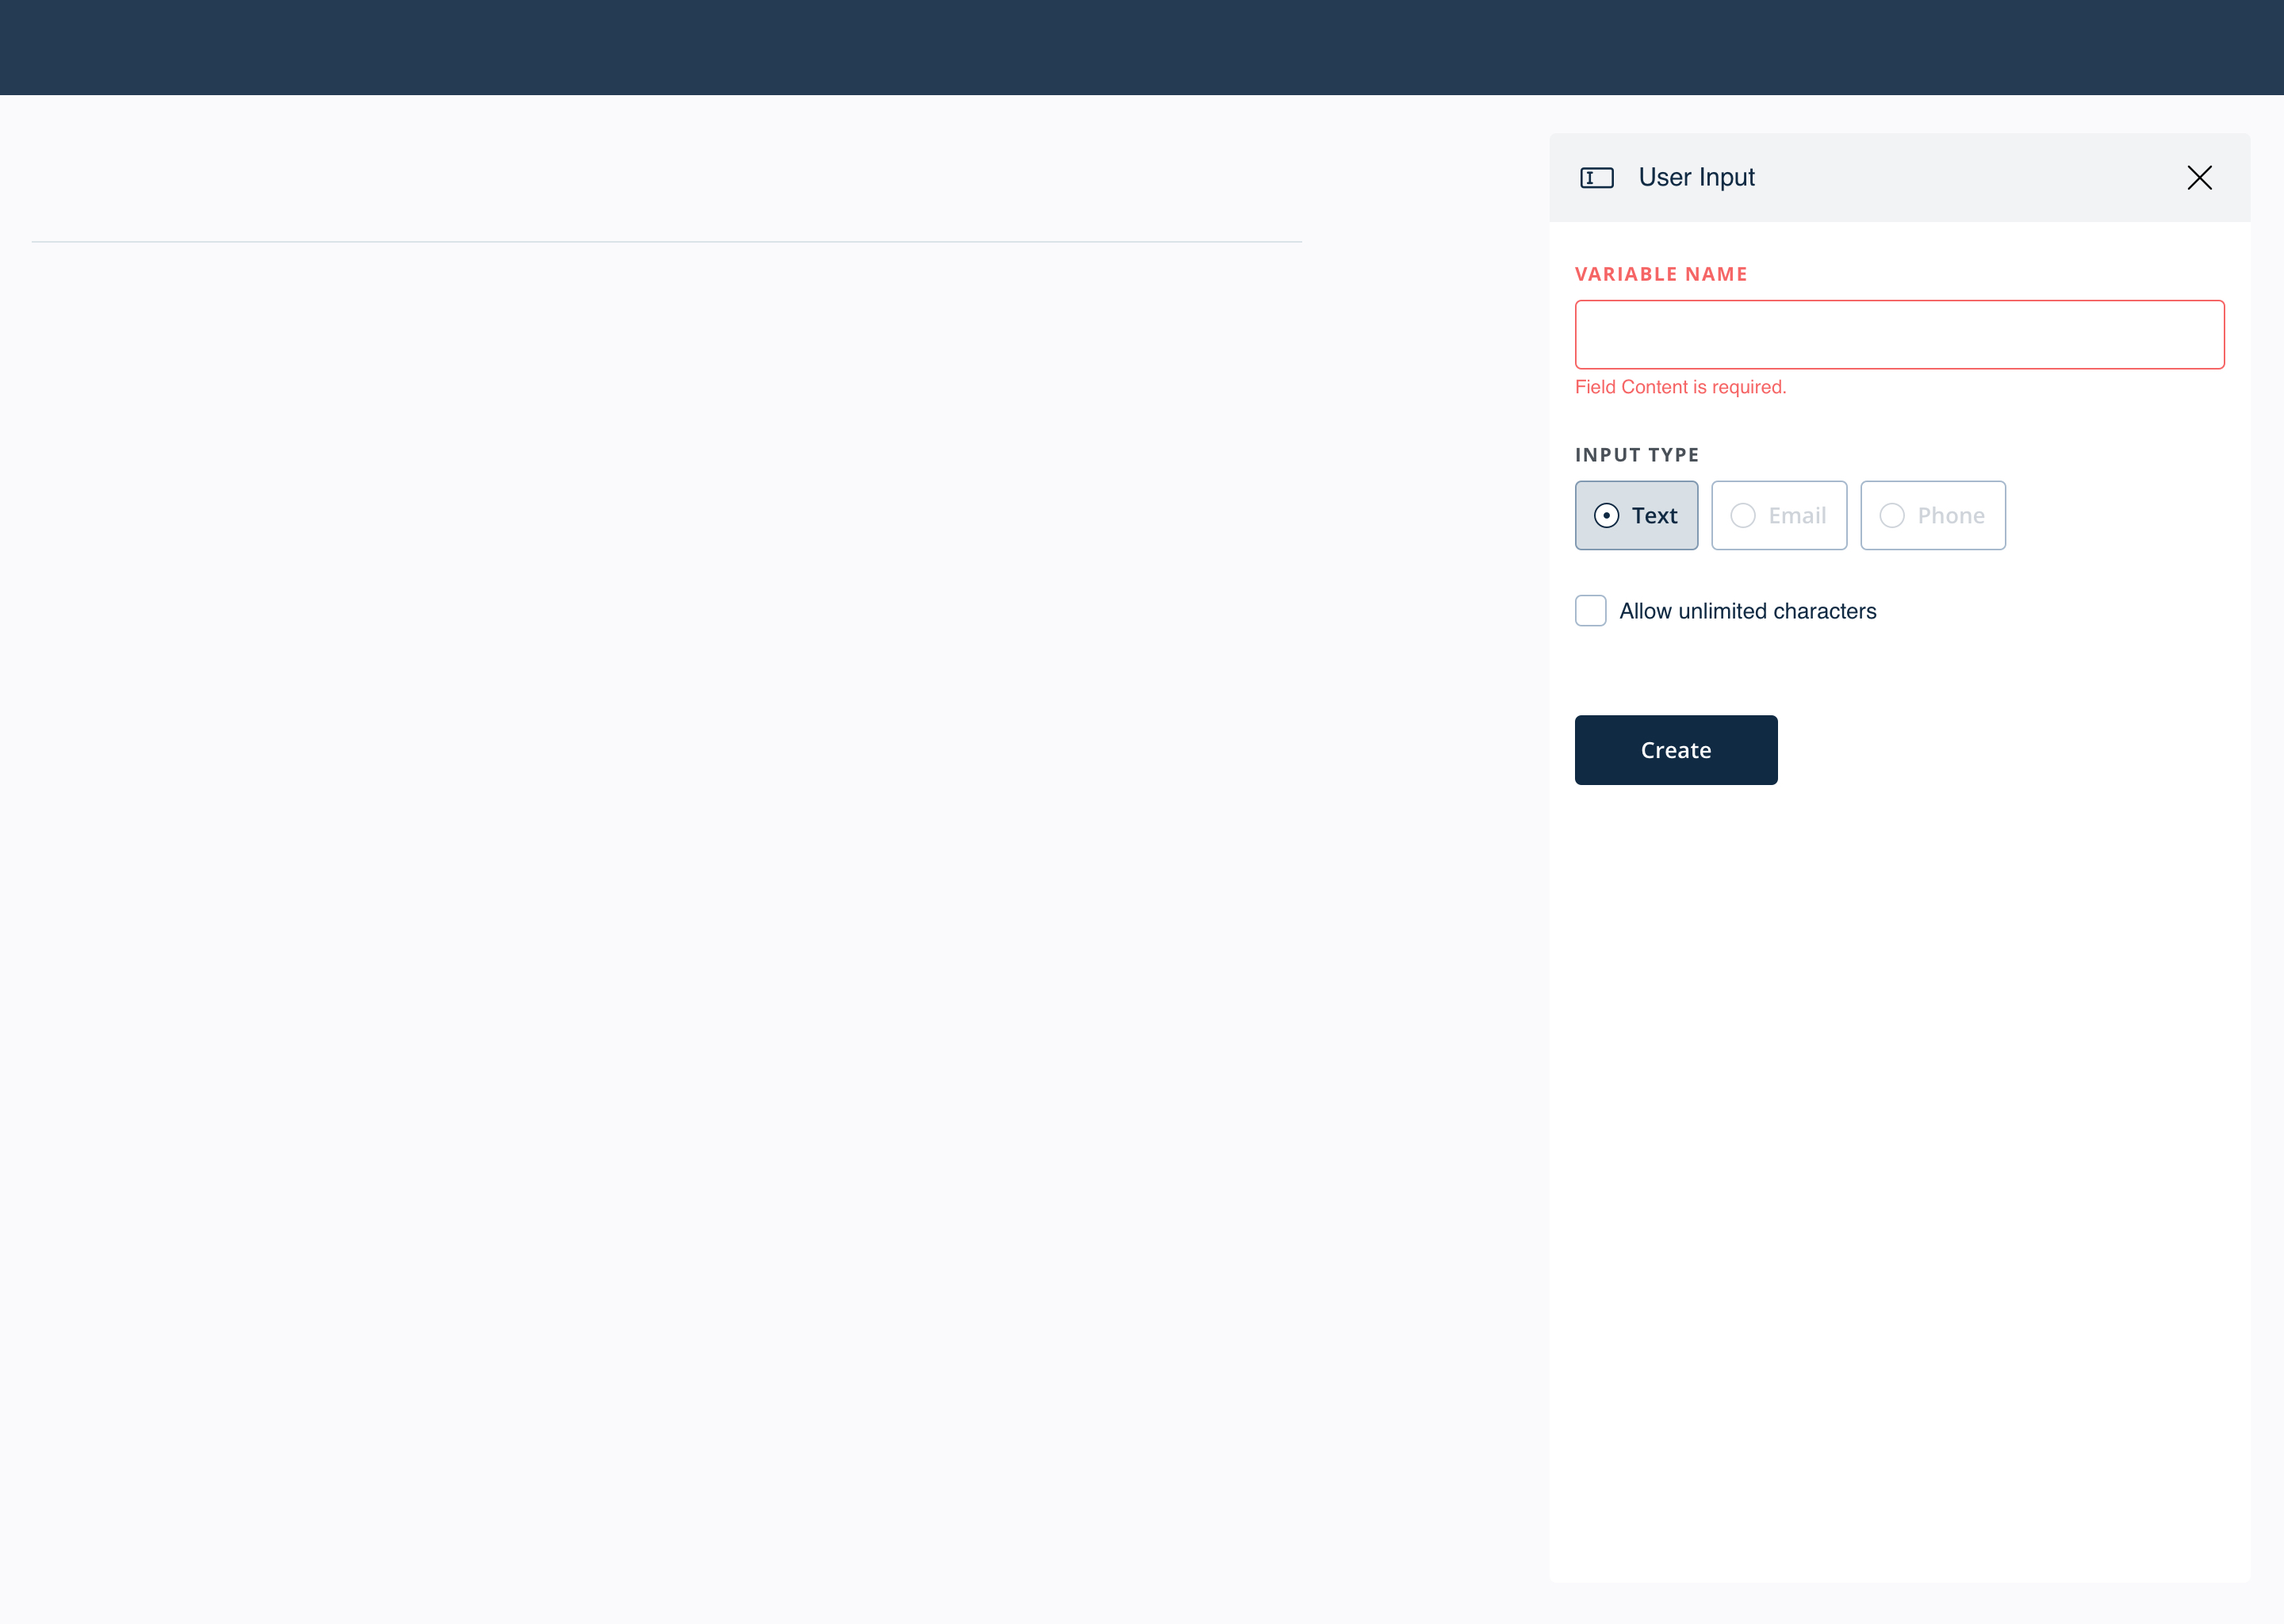 User Input
VARIABLE NAME
Field Content is required.
INPUT TYPE
Text Email Phone
Allow unlimited characters
Create